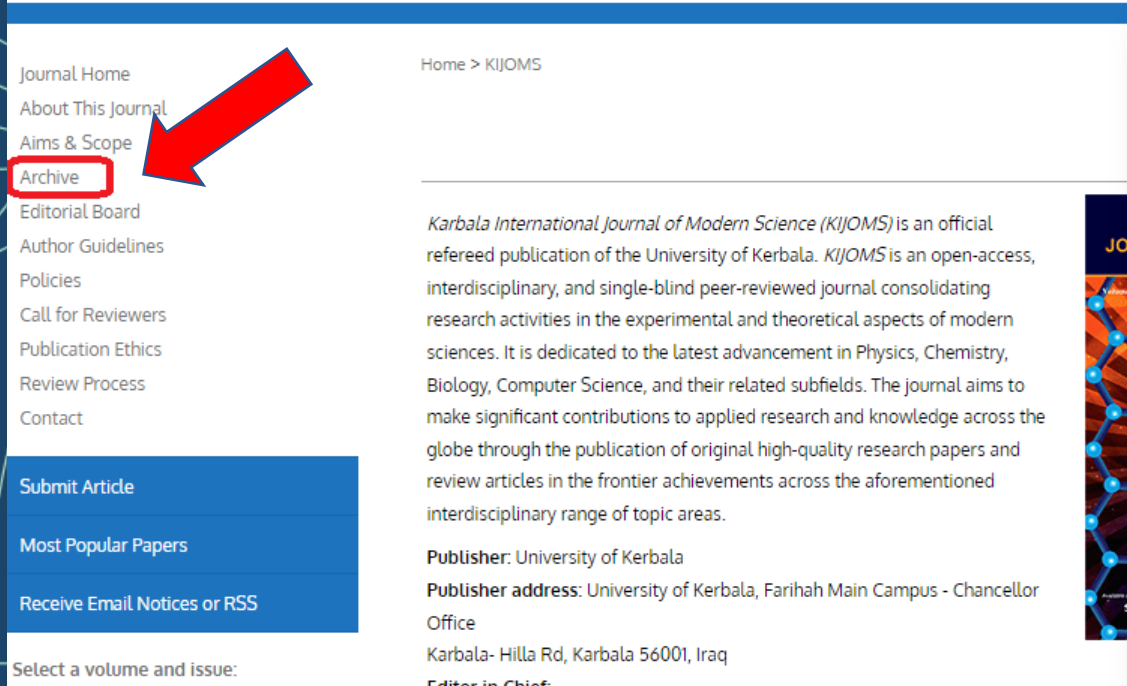 Journal Home
About This Journal
Aims & Scope
Archive
Editorial Board
Author Guidelines
Policies
Call for Reviewers
Publication Ethics
Review Process
Contact
Submit Article
Most Popular Papers
Receive Email Notices or RSS
Select a volume and issue:
Home > KIJOMS
Karbala International Journal of Modern Science (KIJOMS) is an official
refereed publication of the University of Kerbala. KIJOMS is an open-access,
interdisciplinary, and single-blind peer-reviewed journal consolidating
research activities in the experimental and theoretical aspects of modern
sciences. It is dedicated to the latest advancement in Physics, Chemistry,
Biology, Computer Science, and their related subfields. The journal aims to
make significant contributions to applied research and knowledge across the
globe through the publication of original high-quality research papers and
review articles in the frontier achievements across the aforementioned
interdisciplinary range of topic areas.
Publisher: University of Kerbala
Publisher address: University of Kerbala, Farihah Main Campus - Chancellor
Office
Karbala- Hilla Rd, Karbala 56001, Iraq
Editor in Chief:
JO